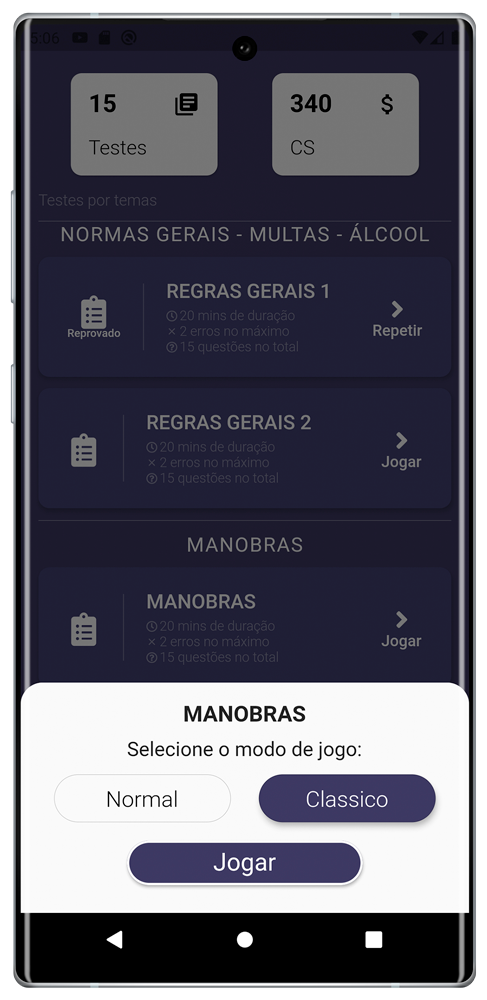 5:06
15
Testes
340
$
CS
Testes por temas
NORMAS GERAIS - MULTAS - ÁLCOOL
REGRAS GERAIS 1
20 mins de duração
× 2 erros no máximo
15 questões no total
Reprovado
Repetir
REGRAS GERAIS 2
20 mins de duração
× 2 erros no máximo
15 questões no total
Jogar
MANOBRAS
MANOBRAS
20 mins de duração
× 2 erros no máximo
15 questões no total
Jogar
MANOBRAS
Selecione o modo de jogo:
Normal
Classico
Jogar